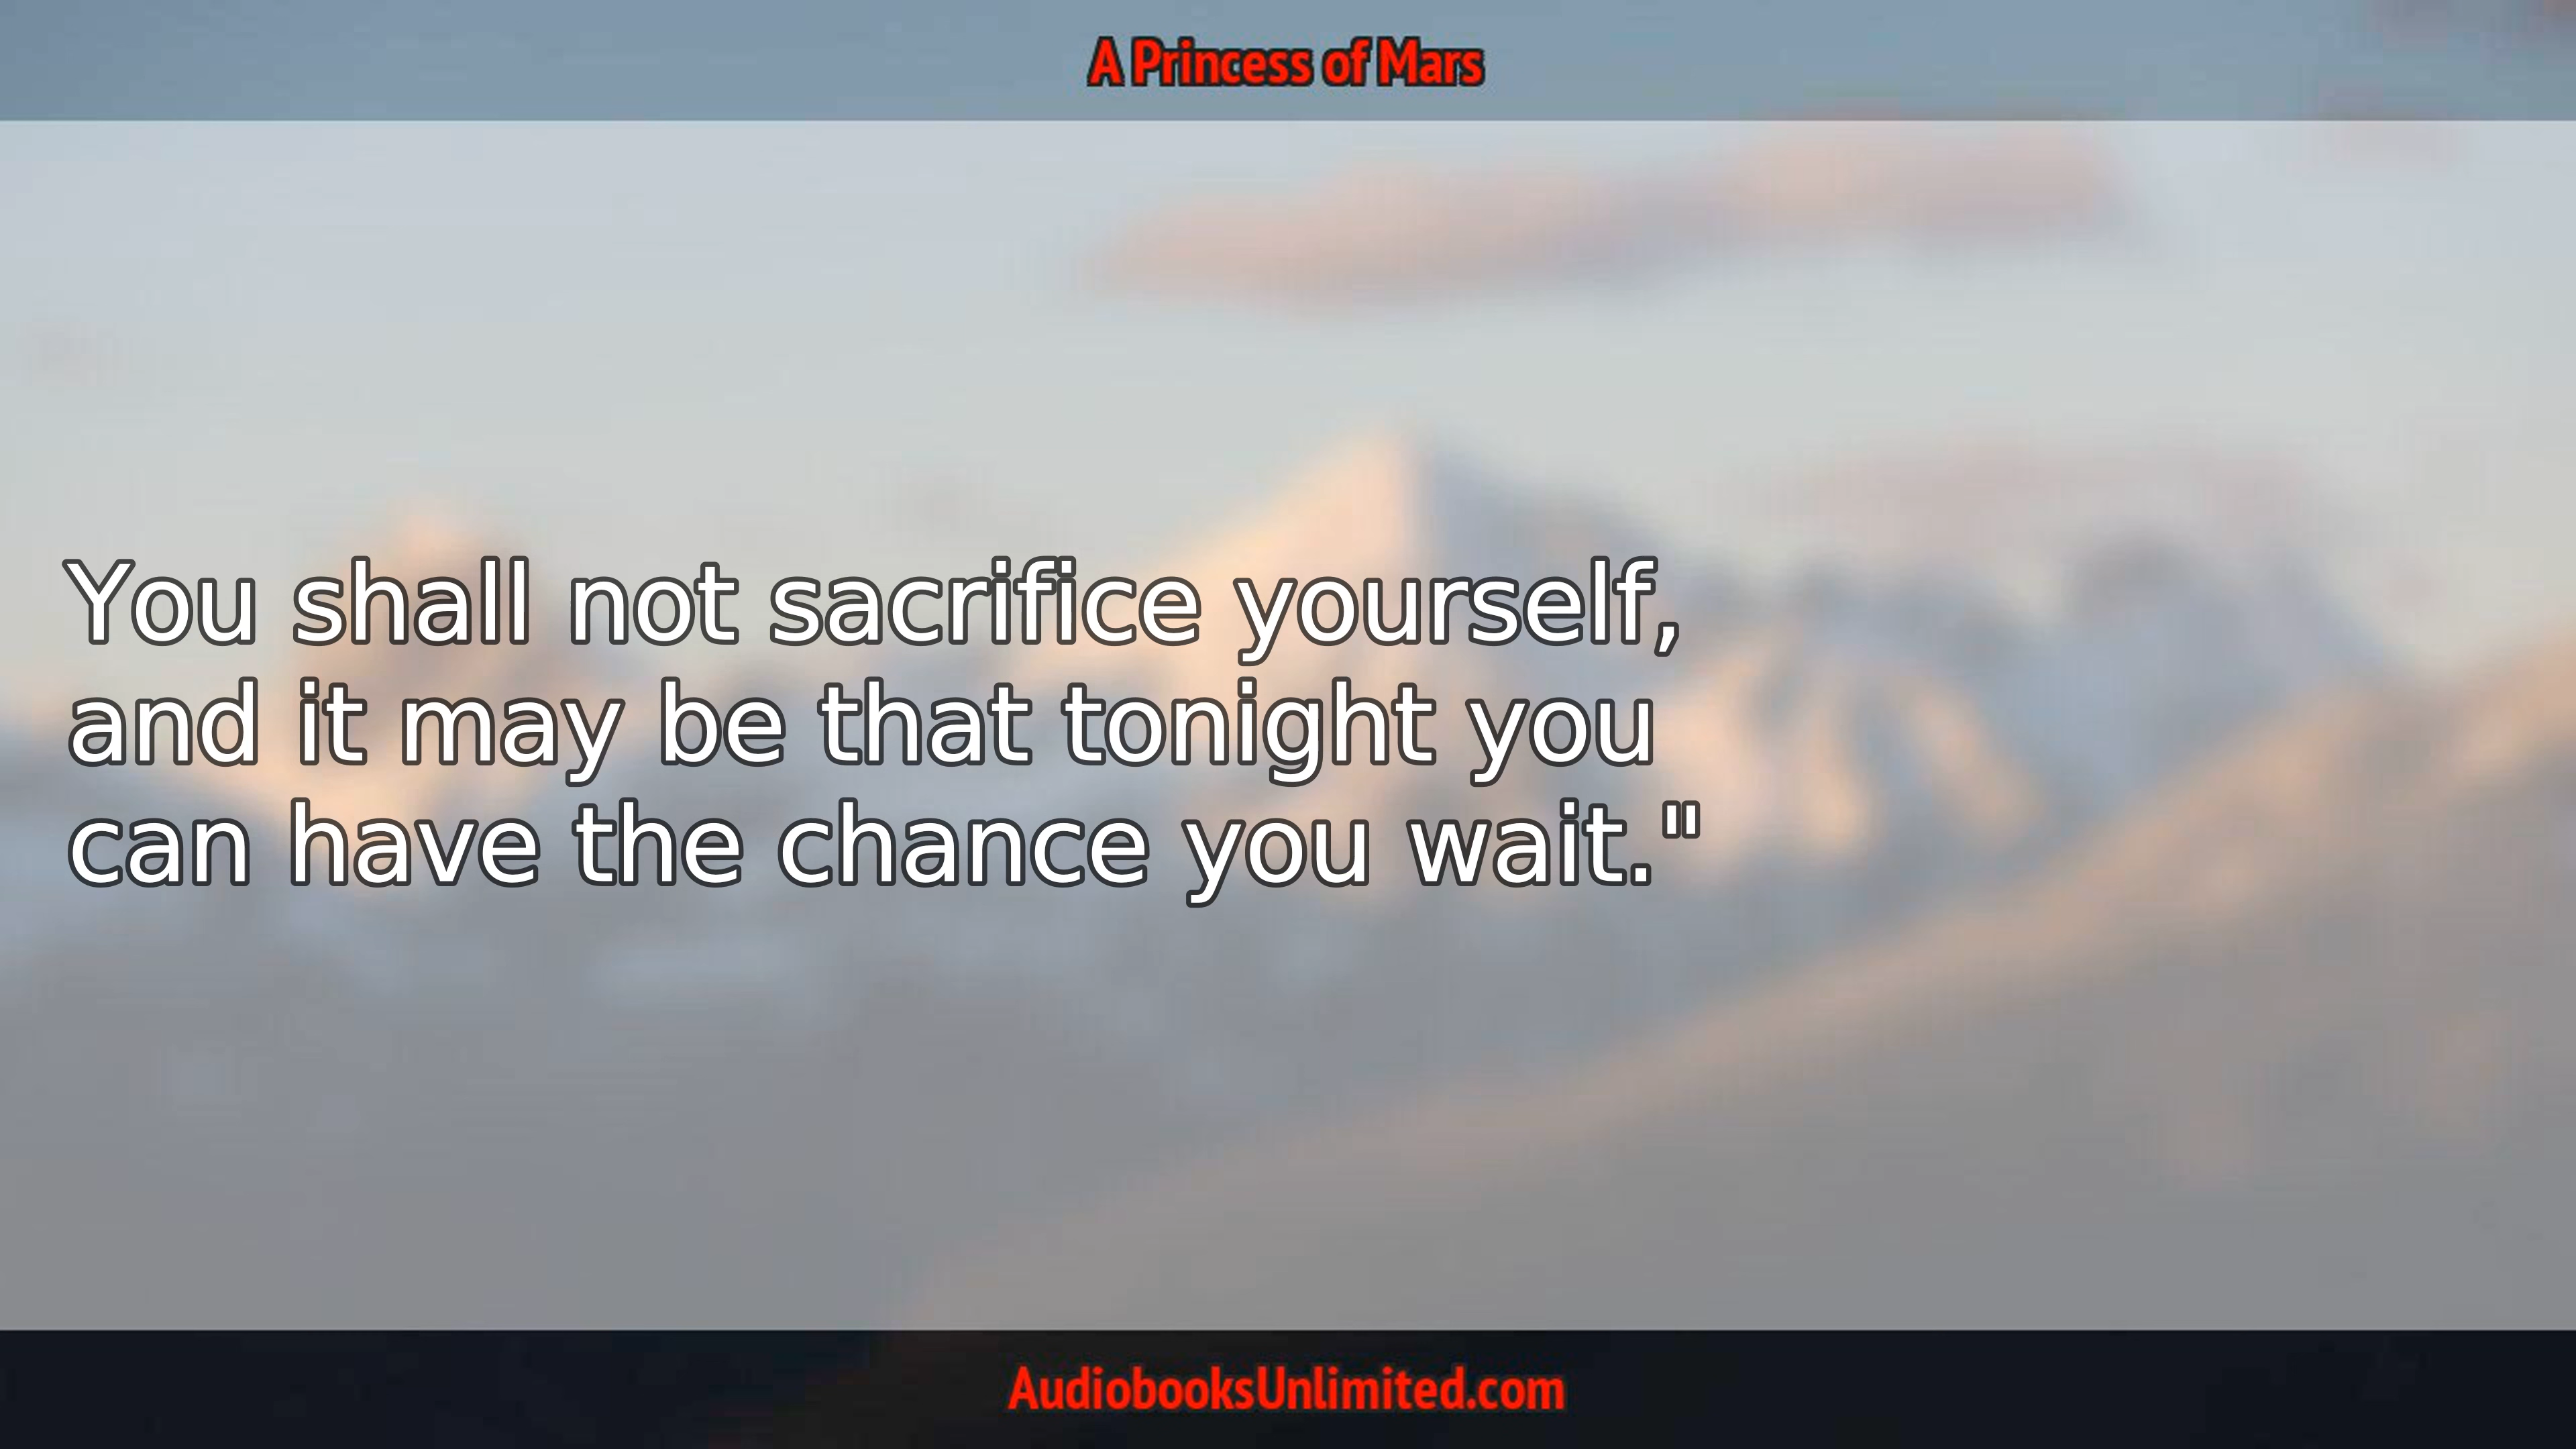 A Princess of Mars
You shall not sacrifice yourself,
and it may be that tonight you
can have the chance you wait."
AudiobooksUnlimited.com